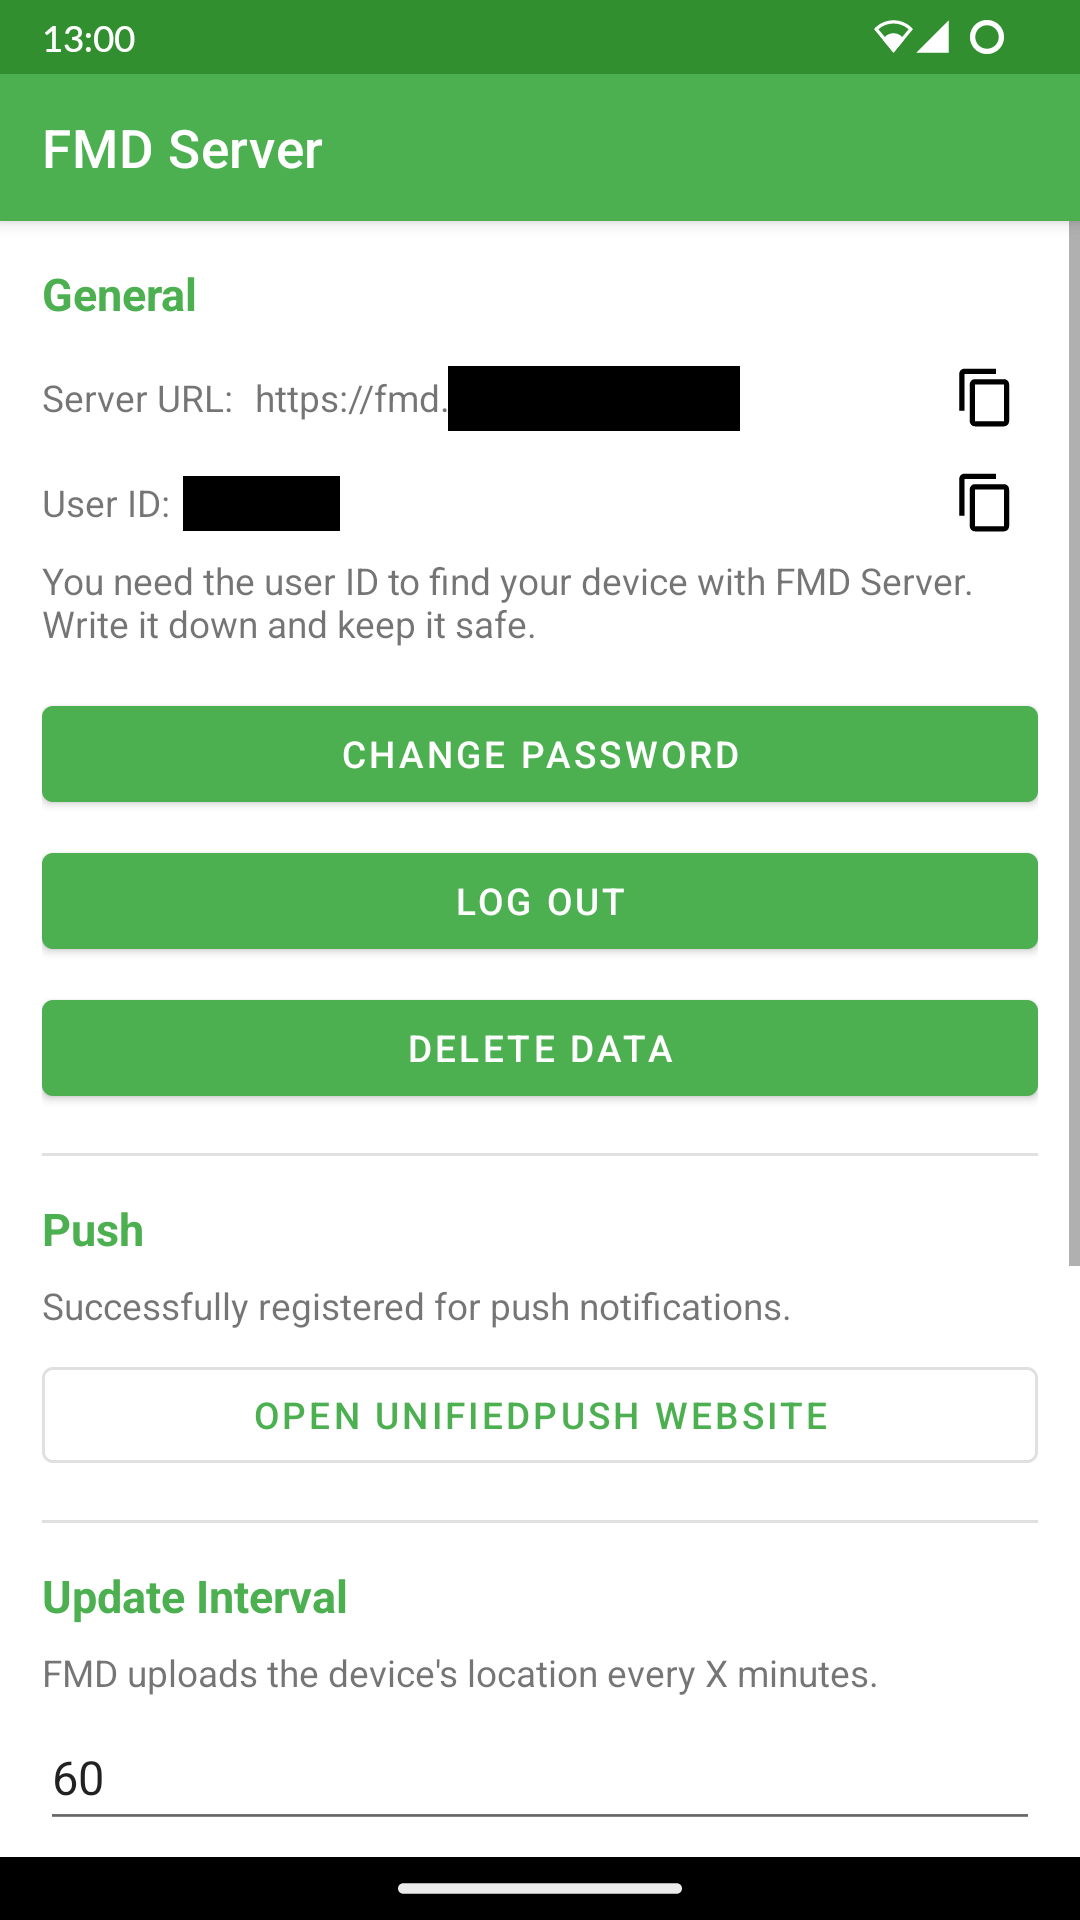 13:00
FMD Server
General
Server URL: https://fmd.
User ID:
You need the user ID to find your device with FMD Server.
Write it down and keep it safe.
CHANGE PASSWORD
LOG OUT
DELETE DATA
Push
Successfully registered for push notifications.
OPEN UNIFIEDPUSH WEBSITE
Update Interval
FMD uploads the device's location every X minutes.
60